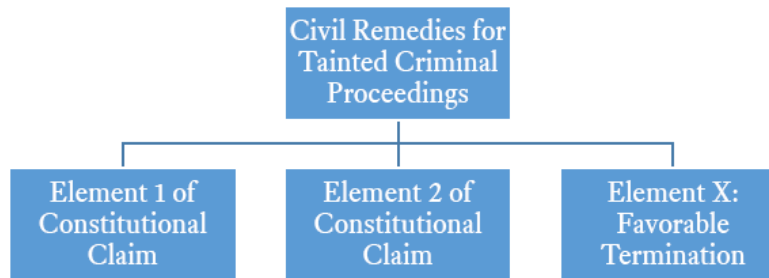 Civil Remedies for
Tainted Criminal
Proceedings
Element 1 of
Constitutional
Claim
Element 2 of
Constitutional
Claim
Element X:
Favorable
Termination